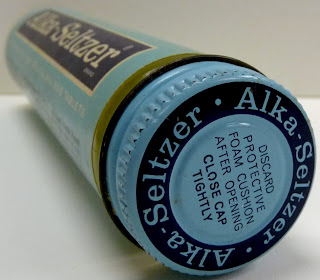 Alka-Seltzer
Alka-Seltzer • Alka-Seltzer •
DISCARD
PROTECTIVE
FOAM CUSHION
AFTER OPENING
CLOSE CAP
TIGHTLY